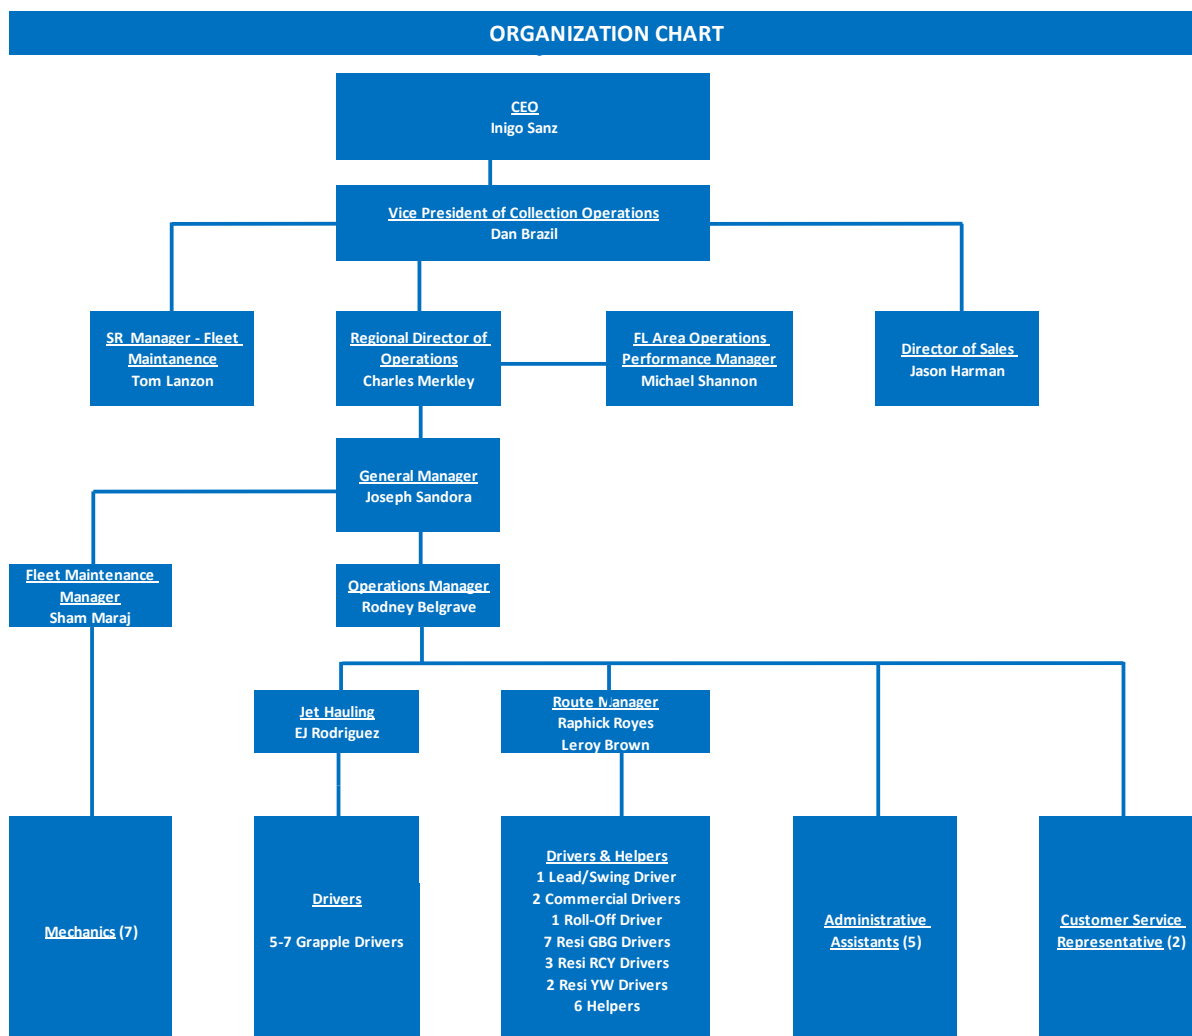 ORGANIZATION CHART
CEO
Inigo Sanz
Vice President of Collection Operations
Dan Brazil
SR Manager - Fleet
Maintanence
Tom Lanzon
Regional Director of
Operations
Charles Merkley
FL Area Operations
Performance Manager
Michael Shannon
Director of Sales
Jason Harman
General Manager
Joseph Sandora
Fleet Maintenance
Manager
Sham Maraj
Operations Manager
Rodney Belgrave
Jet Hauling
EJ Rodriguez
Route Manager
Raphick Royes
Leroy Brown
Mechanics (7)
Drivers
5-7 Grapple Drivers
Drivers & Helpers
1 Lead/Swing Driver
2 Commercial Drivers
1 Roll-Off Driver
7 Resi GBG Drivers
3 Resi RCY Drivers
2 Resi YW Drivers
6 Helpers
Administrative
Assistants (5)
Customer Service
Representative (2)